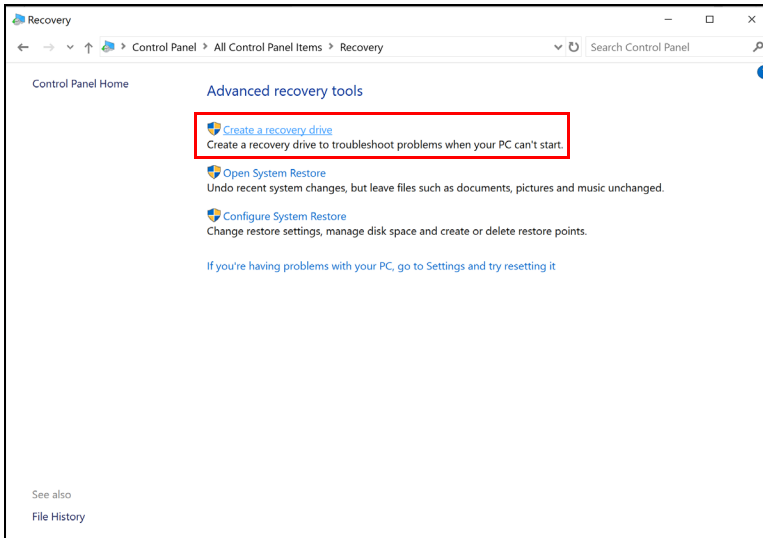 Recovery
Control Panel > All Control Panel Items > Recovery
Search Control Panel
Control Panel Home
Advanced recovery tools
Create a recovery drive
Create a recovery drive to troubleshoot problems when your PC can't start.
Open System Restore
Undo recent system changes, but leave files such as documents, pictures and music unchanged.
Configure System Restore
Change restore settings, manage disk space and create or delete restore points.
If you're having problems with your PC, go to Settings and try resetting it
See also
File History